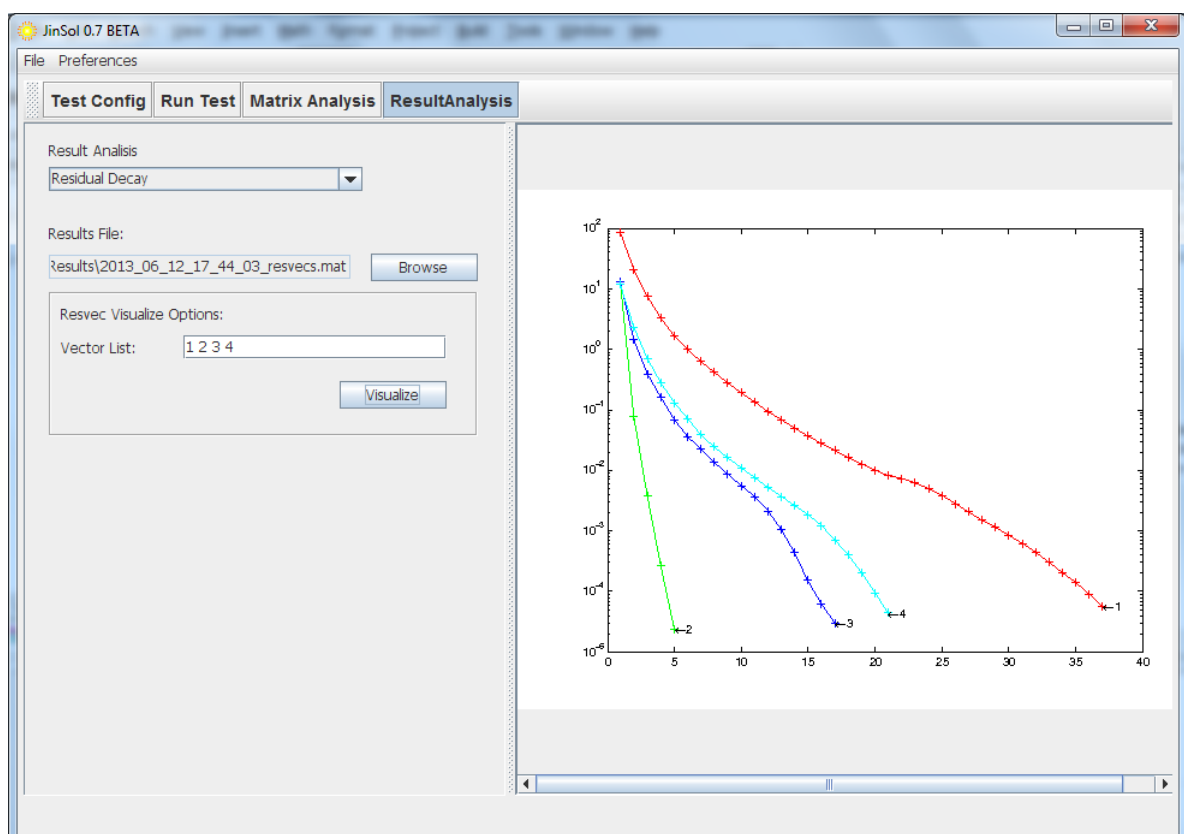 JinSol 0.7 BETA
File Preferences
Test Config Run Test Matrix Analysis ResultAnalysis
Result Analisis
Residual Decay
Results File:
Results\2013_06_12_17_44_03_resvecs.mat Browse
Resvec Visualize Options:
Vector List: 1 2 3 4
Visualize
10^2
10^1
10^0
10^-1
10^-2
10^-3
10^-4
10^-5
10^-6
0 5 10 15 20 25 30 35 40
←1
←2
←3
←4